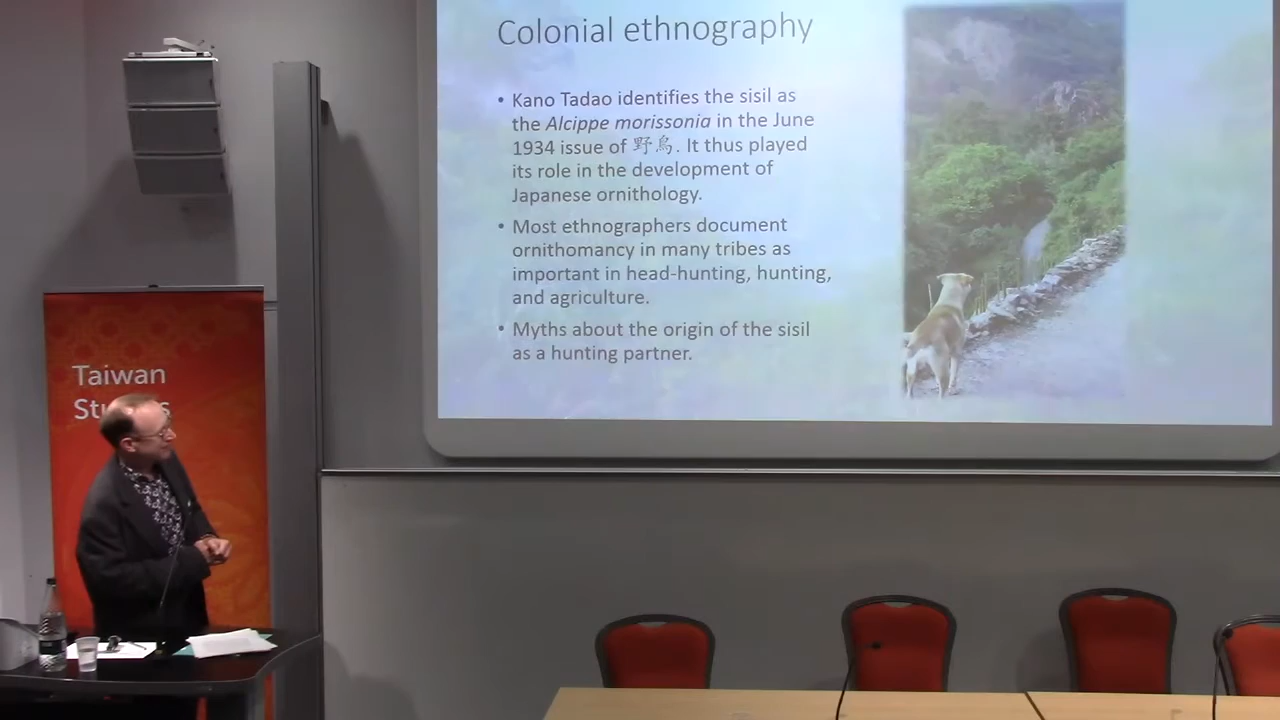 Colonial ethnography
• Kano Tadao identifies the sisil as
the Alcippe morissonia in the June
1934 issue of 野鳥. It thus played
its role in the development of
Japanese ornithology.
• Most ethnographers document
ornithomancy in many tribes as
important in head-hunting, hunting,
and agriculture.
• Myths about the origin of the sisil
as a hunting partner.
Taiwan